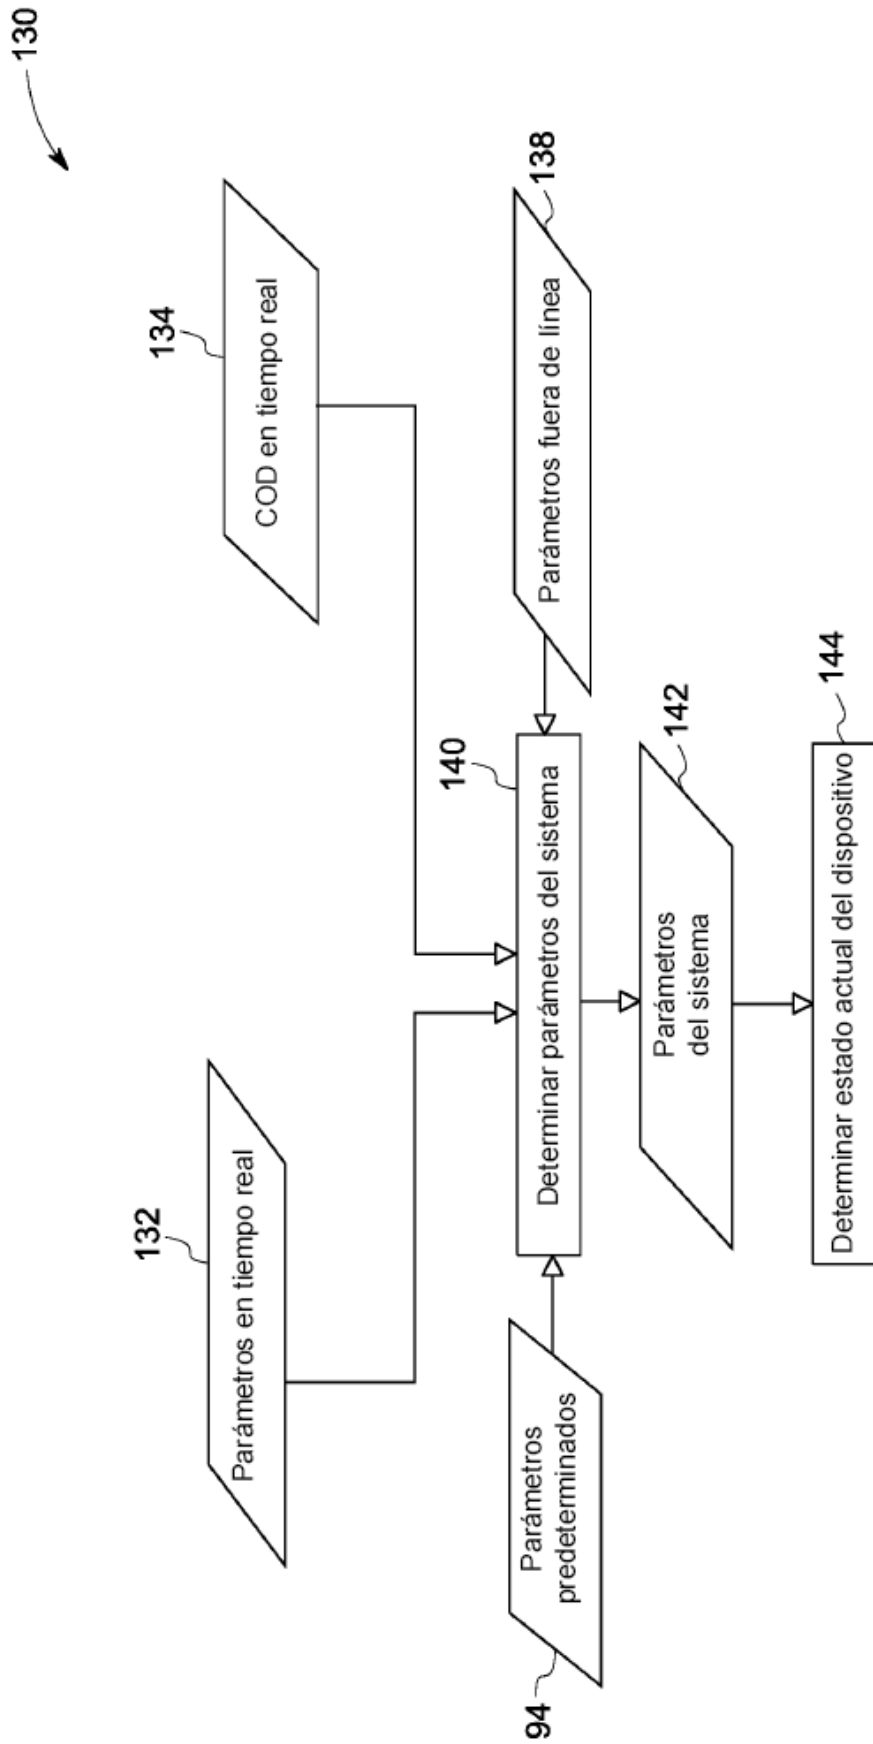 130
132
Parámetros en tiempo real
134
COD en tiempo real
94
Parámetros
predeterminados
140
Determinar parámetros del sistema
138
Parámetros fuera de línea
142
Parámetros
del sistema
144
Determinar estado actual del dispositivo